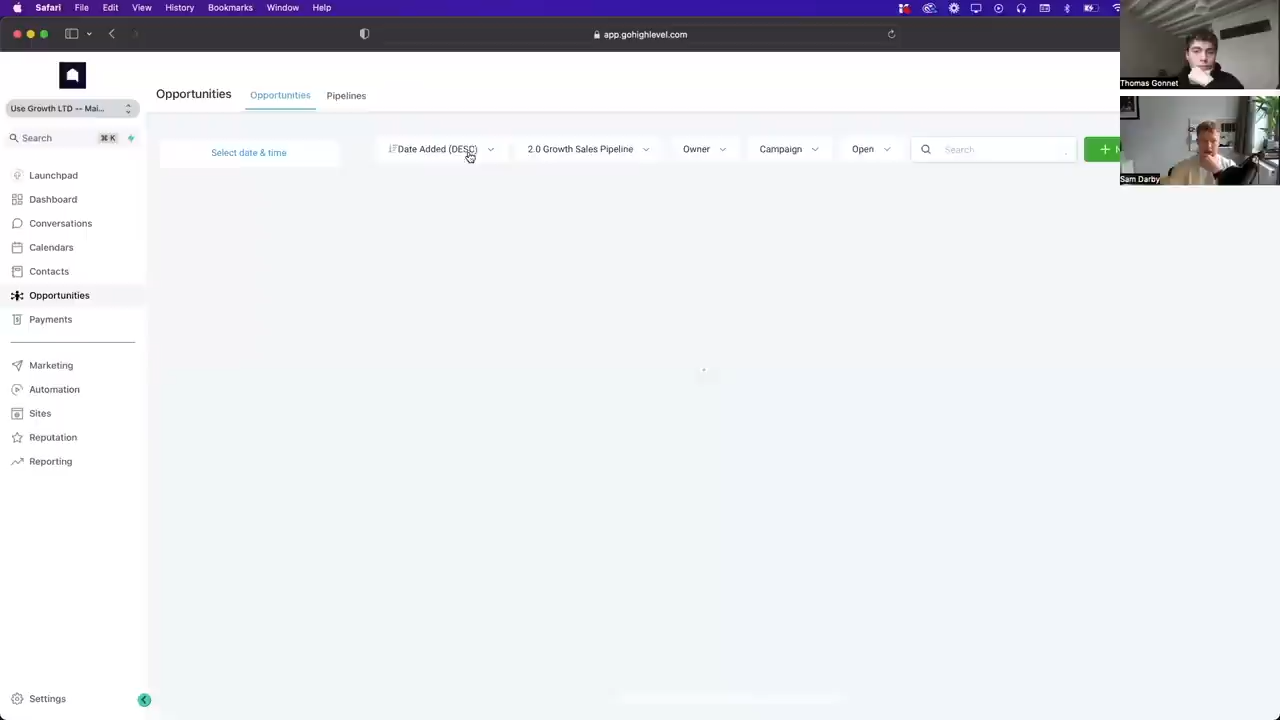 Safari File Edit View History Bookmarks Window Help
app.gohighlevel.com
Use Growth LTD -- Mai...
Search ⌘ K
Launchpad
Dashboard
Conversations
Calendars
Contacts
Opportunities
Payments
Marketing
Automation
Sites
Reputation
Reporting
Settings
Opportunities Opportunities Pipelines
Select date & time
Date Added (DESC)
2.0 Growth Sales Pipeline
Owner
Campaign
Open
Search
Thomas Gonnet
Sam Darby